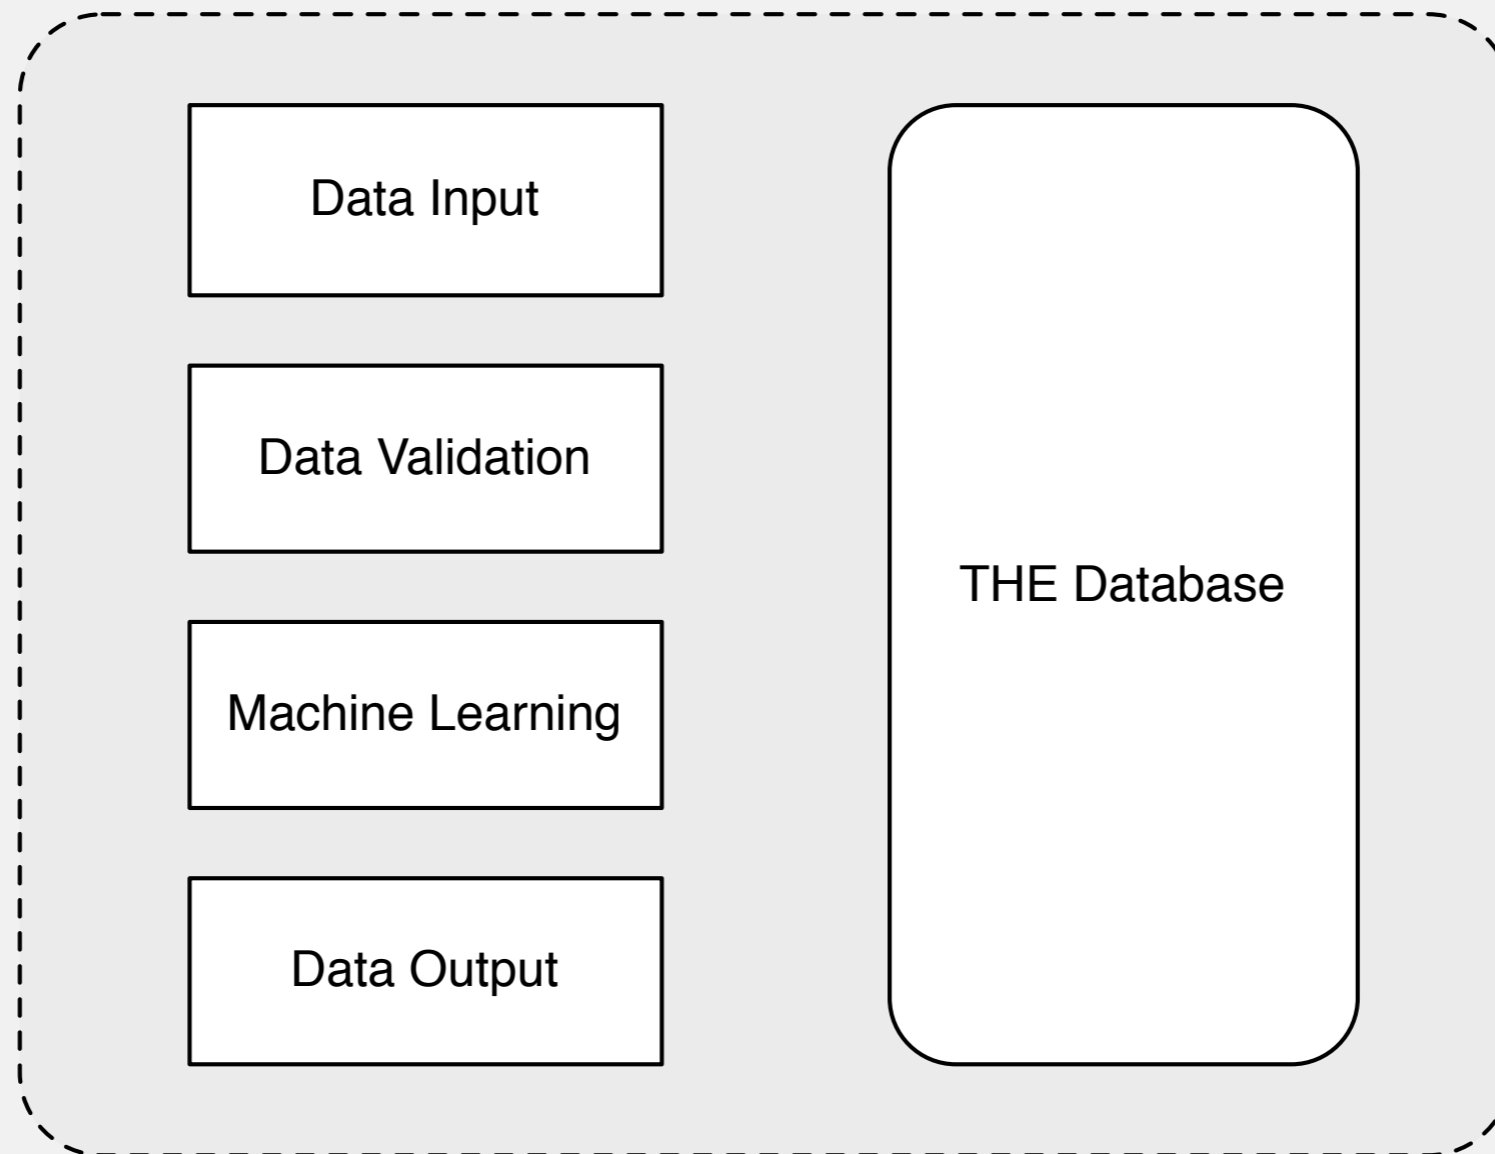 Data Input
Data Validation
THE Database
Machine Learning
Data Output